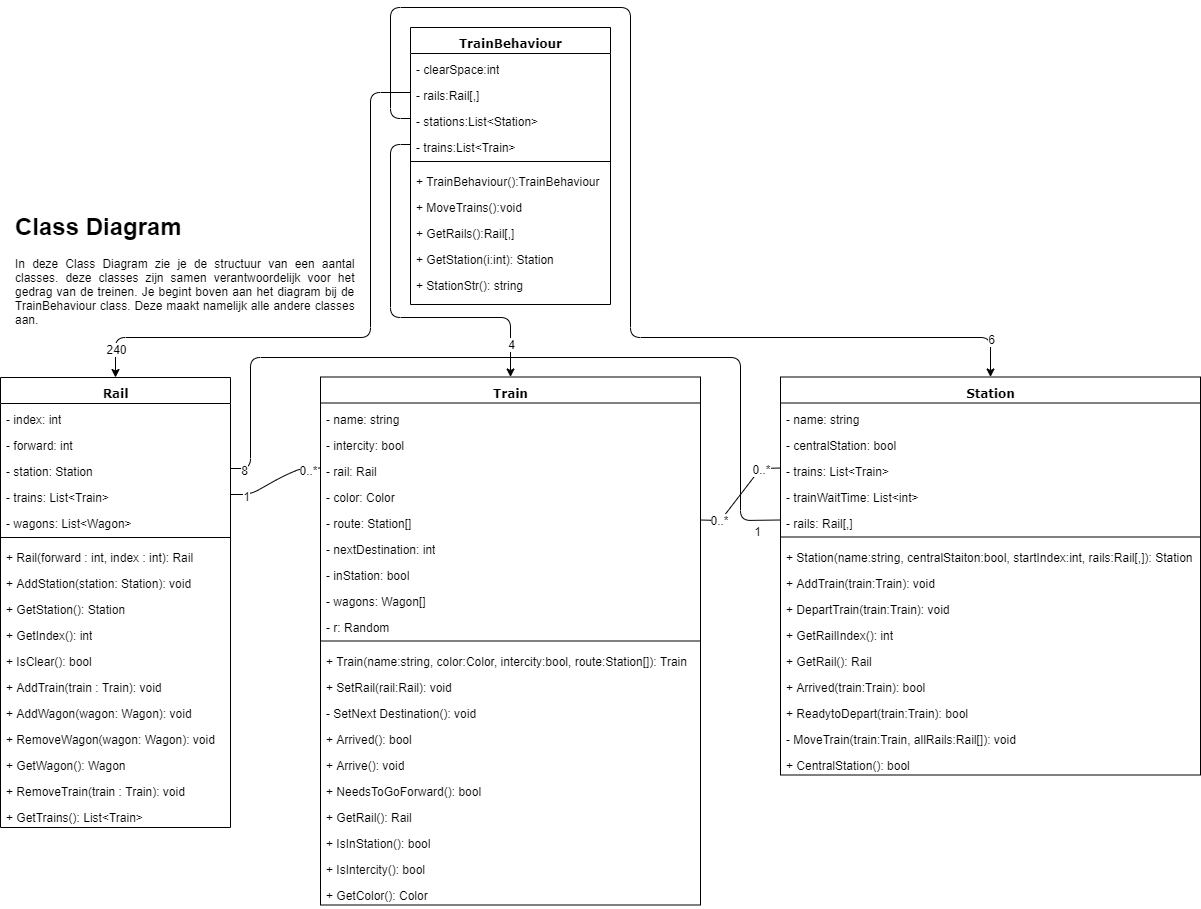 TrainBehaviour
- clearSpace:int
- rails:Rail[,]
- stations:List<Station>
- trains:List<Train>
+ TrainBehaviour():TrainBehaviour
+ MoveTrains():void
+ GetRails():Rail[,]
+ GetStation(i:int): Station
+ StationStr(): string
Class Diagram
In deze Class Diagram zie je de structuur van een aantal
classes. deze classes zijn samen verantwoordelijk voor het
gedrag van de treinen. Je begint boven aan het diagram bij de
TrainBehaviour class. Deze maakt namelijk alle andere classes
aan.
240
4
6
Rail
- index: int
- forward: int
- station: Station
- trains: List<Train>
- wagons: List<Wagon>
+ Rail(forward : int, index : int): Rail
+ AddStation(station: Station): void
+ GetStation(): Station
+ GetIndex(): int
+ IsClear(): bool
+ AddTrain(train : Train): void
+ AddWagon(wagon: Wagon): void
+ RemoveWagon(wagon: Wagon): void
+ GetWagon(): Wagon
+ RemoveTrain(train : Train): void
+ GetTrains(): List<Train>
8
1
0..*
Train
- name: string
- intercity: bool
- rail: Rail
- color: Color
- route: Station[]
- nextDestination: int
- inStation: bool
- wagons: Wagon[]
- r: Random
+ Train(name:string, color:Color, intercity:bool, route:Station[]): Train
+ SetRail(rail:Rail): void
- SetNext Destination(): void
+ Arrived(): bool
+ Arrive(): void
+ NeedsToGoForward(): bool
+ GetRail(): Rail
+ IsInStation(): bool
+ IsIntercity(): bool
+ GetColor(): Color
0..*
0..*
1
Station
- name: string
- centralStation: bool
- trains: List<Train>
- trainWaitTime: List<int>
- rails: Rail[,]
+ Station(name:string, centralStaiton:bool, startIndex:int, rails:Rail[,]): Station
+ AddTrain(train:Train): void
+ DepartTrain(train:Train): void
+ GetRailIndex(): int
+ GetRail(): Rail
+ Arrived(train:Train): bool
+ ReadytoDepart(train:Train): bool
- MoveTrain(train:Train, allRails:Rail[]): void
+ CentralStation(): bool